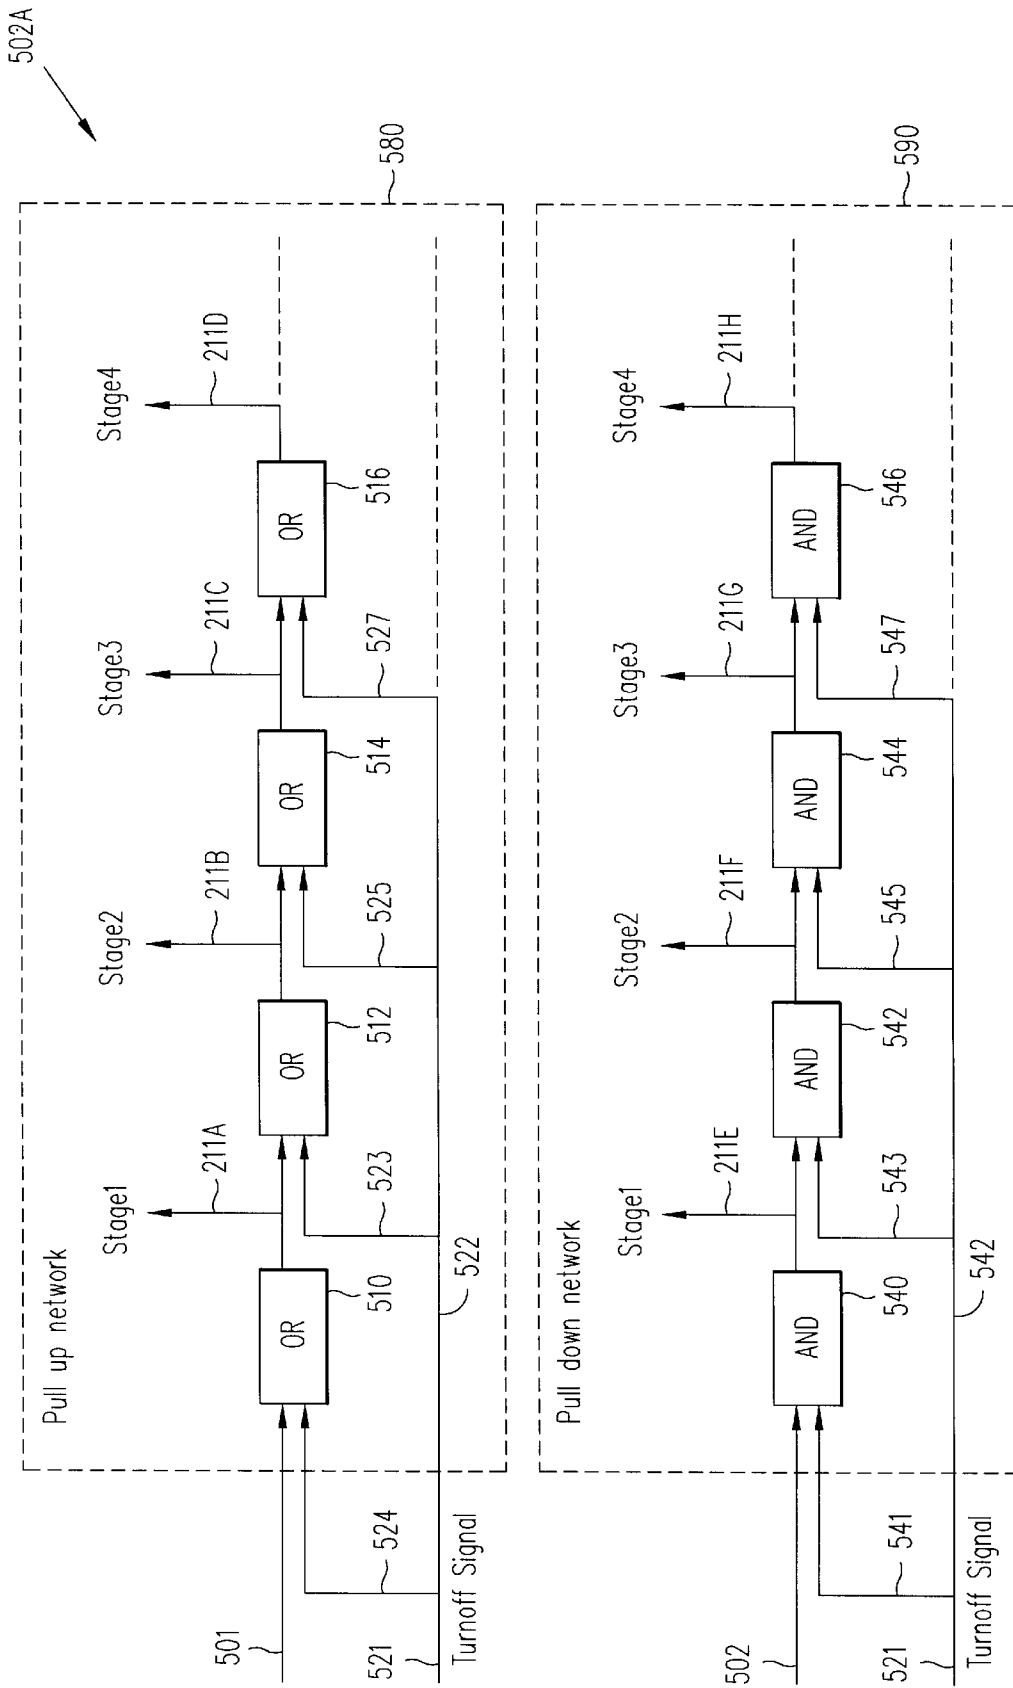 502A
Pull up network
580
Stage1
Stage2
Stage3
Stage4
211A
211B
211C
211D
501
OR
OR
OR
OR
510
512
514
516
524
523
525
527
521
522
Turnoff Signal
Pull down network
590
Stage1
Stage2
Stage3
Stage4
211E
211F
211G
211H
502
AND
AND
AND
AND
540
542
544
546
541
543
545
547
521
542
Turnoff Signal